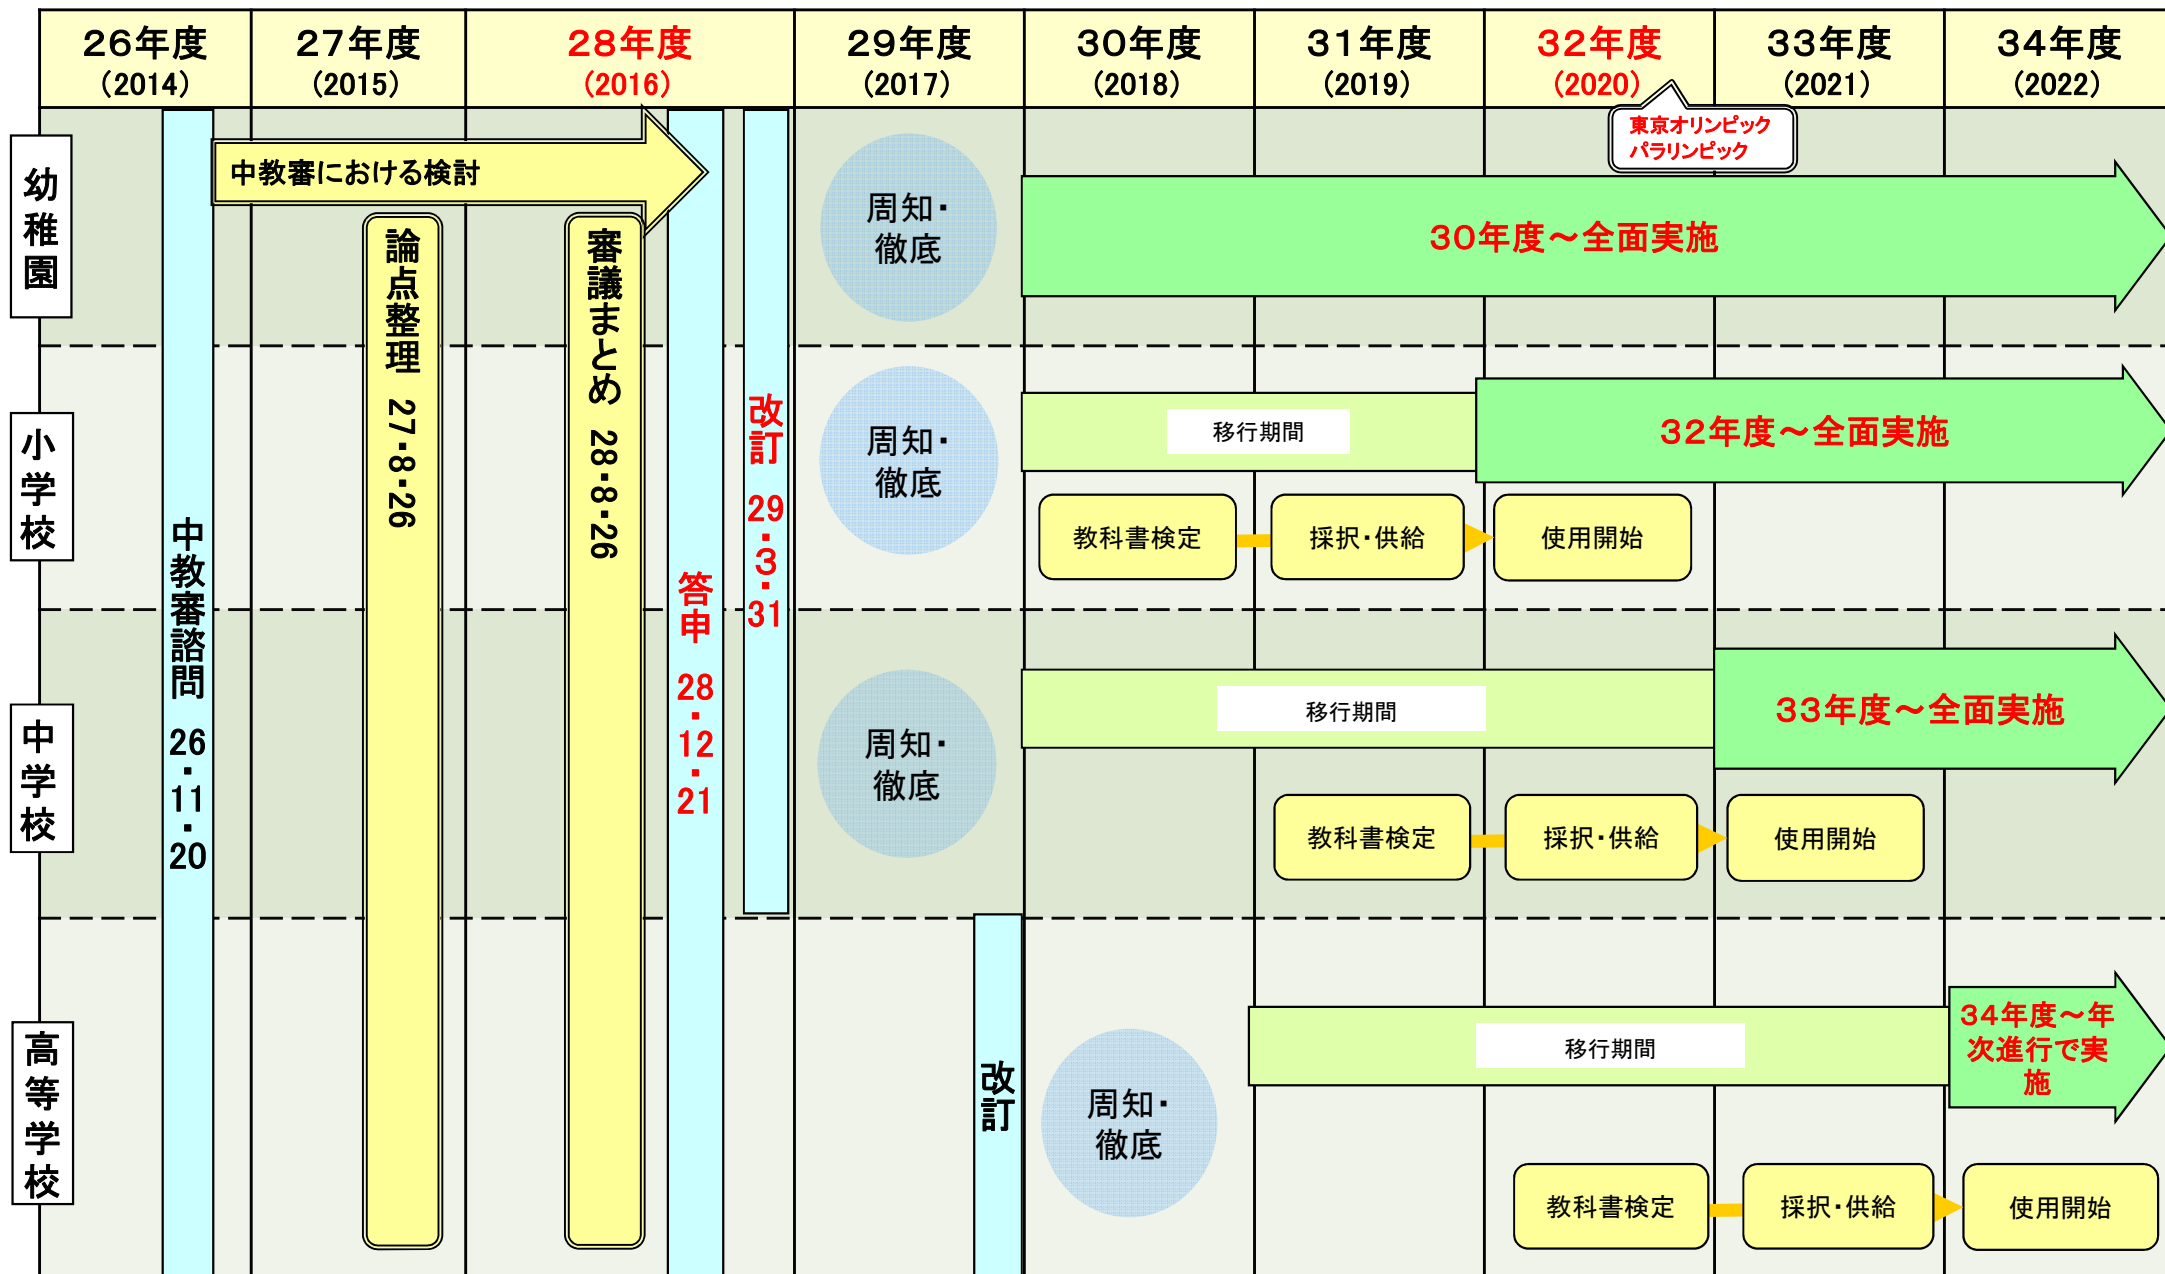 26年度
(2014)
27年度
(2015)
28年度
(2016)
29年度
(2017)
30年度
(2018)
31年度
(2019)
32年度
(2020)
33年度
(2021)
34年度
(2022)
東京オリンピック
パラリンピック
幼稚園
中教審における検討
周知・
徹底
30年度～全面実施
論点整理 27・8・26
審議まとめ 28・8・26
中教審諮問 26・11・20
答申 28・12・21
改訂 29・3・31
小学校
周知・
徹底
移行期間
32年度～全面実施
教科書検定
採択・供給
使用開始
中学校
周知・
徹底
移行期間
33年度～全面実施
教科書検定
採択・供給
使用開始
高等学校
改訂
周知・
徹底
移行期間
34年度～年
次進行で実
施
教科書検定
採択・供給
使用開始